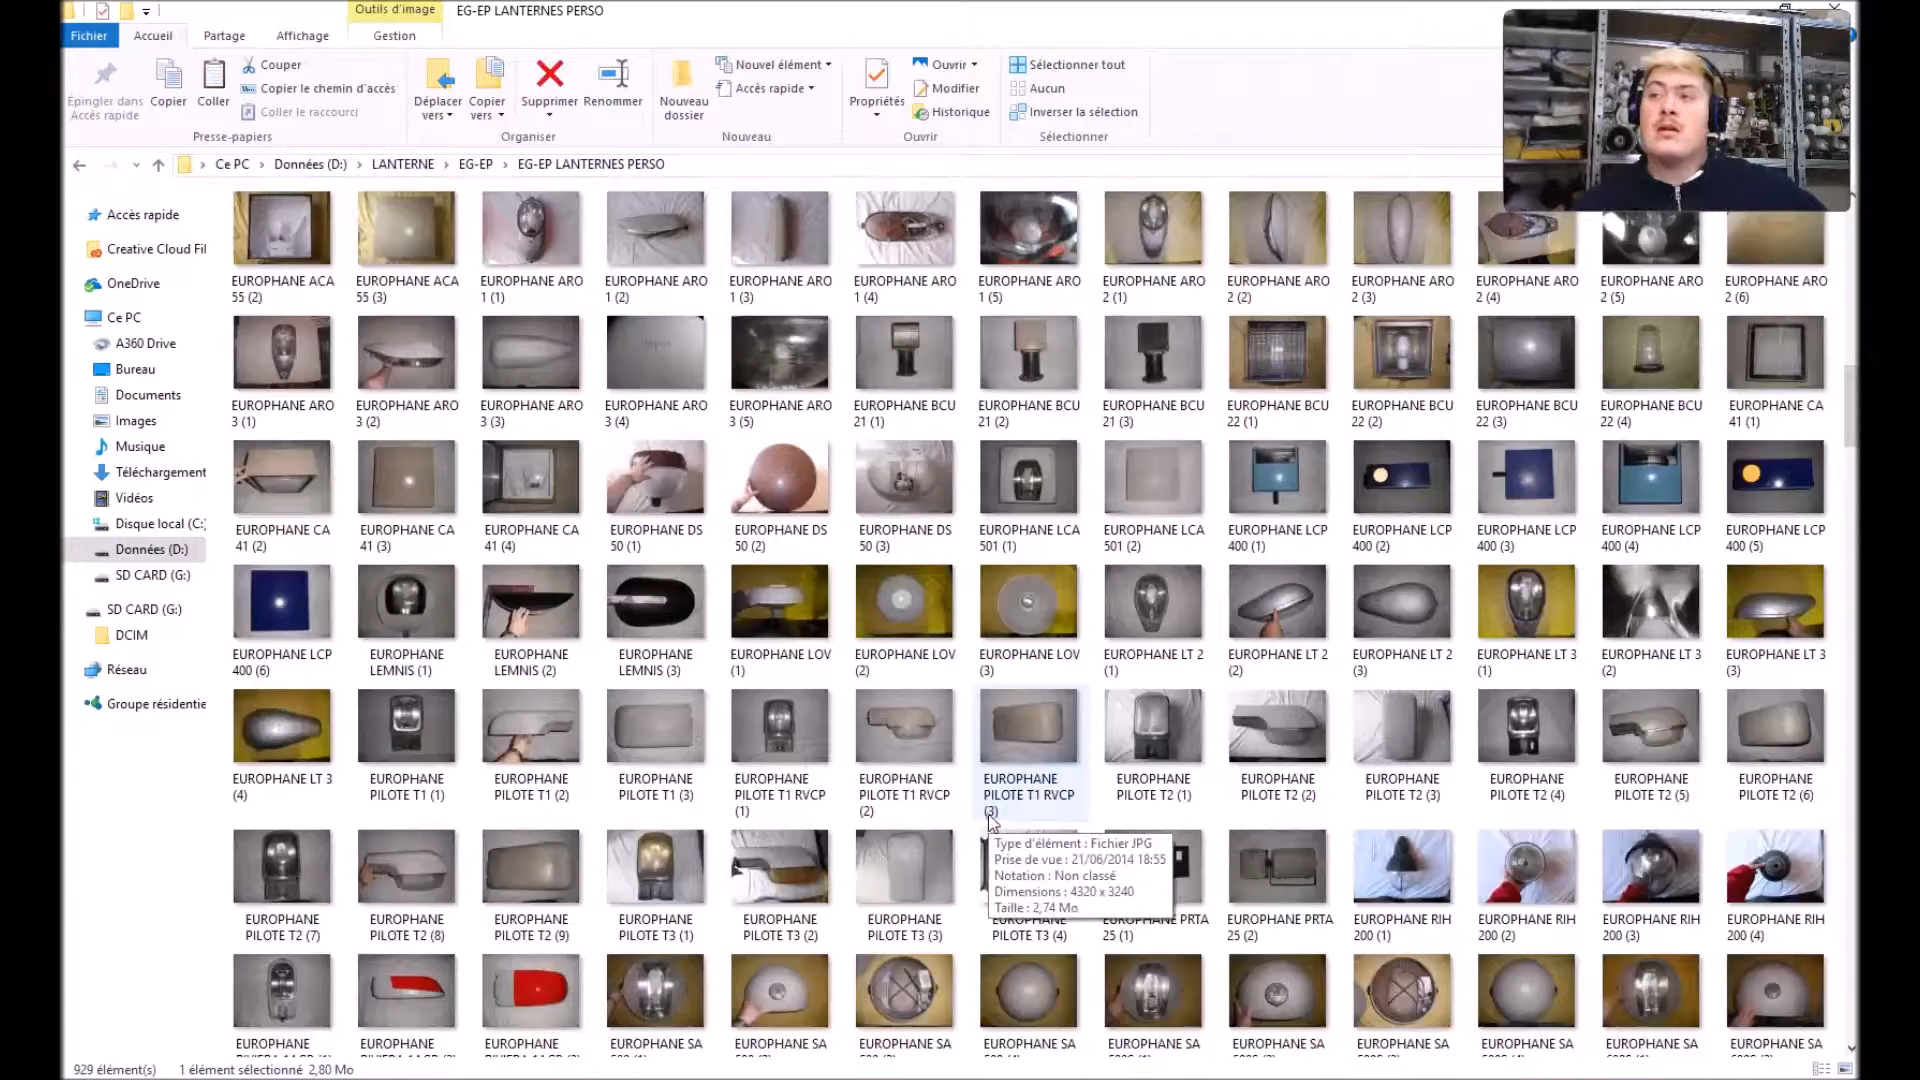 Outils d'image
EG-EP LANTERNES PERSO
Fichier
Accueil
Partage
Affichage
Gestion
Épingler dans
Accès rapide
Copier
Coller
Couper
Copier le chemin d'accès
Coller le raccourci
Presse-papiers
Déplacer
vers
Copier
vers
Supprimer
Renommer
Organiser
Nouveau
dossier
Nouvel élément
Accès rapide
Nouveau
Propriétés
Ouvrir
Modifier
Historique
Ouvrir
Sélectionner tout
Aucun
Inverser la sélection
Sélectionner
Ce PC > Données (D:) > LANTERNE > EG-EP > EG-EP LANTERNES PERSO
Accès rapide
Creative Cloud Fil
OneDrive
Ce PC
A360 Drive
Bureau
Documents
Images
Musique
Téléchargement
Vidéos
Disque local (C:)
Données (D:)
SD CARD (G:)
SD CARD (G:)
DCIM
Réseau
Groupe résidentie
EUROPHANE ACA
55 (2)
EUROPHANE ACA
55 (3)
EUROPHANE ARO
1 (1)
EUROPHANE ARO
1 (2)
EUROPHANE ARO
1 (3)
EUROPHANE ARO
1 (4)
EUROPHANE ARO
1 (5)
EUROPHANE ARO
2 (1)
EUROPHANE ARO
2 (2)
EUROPHANE ARO
2 (3)
EUROPHANE ARO
2 (4)
EUROPHANE ARO
2 (5)
EUROPHANE ARO
2 (6)
EUROPHANE ARO
3 (1)
EUROPHANE ARO
3 (2)
EUROPHANE ARO
3 (3)
EUROPHANE ARO
3 (4)
EUROPHANE ARO
3 (5)
EUROPHANE BCU
21 (1)
EUROPHANE BCU
21 (2)
EUROPHANE BCU
21 (3)
EUROPHANE BCU
22 (1)
EUROPHANE BCU
22 (2)
EUROPHANE BCU
22 (3)
EUROPHANE BCU
22 (4)
EUROPHANE CA
41 (1)
EUROPHANE CA
41 (2)
EUROPHANE CA
41 (3)
EUROPHANE CA
41 (4)
EUROPHANE DS
50 (1)
EUROPHANE DS
50 (2)
EUROPHANE DS
50 (3)
EUROPHANE LCA
501 (1)
EUROPHANE LCA
501 (2)
EUROPHANE LCP
400 (1)
EUROPHANE LCP
400 (2)
EUROPHANE LCP
400 (3)
EUROPHANE LCP
400 (4)
EUROPHANE LCP
400 (5)
EUROPHANE LCP
400 (6)
EUROPHANE
LEMNIS (1)
EUROPHANE
LEMNIS (2)
EUROPHANE
LEMNIS (3)
EUROPHANE LOV
(1)
EUROPHANE LOV
(2)
EUROPHANE LOV
(3)
EUROPHANE LT 2
(1)
EUROPHANE LT 2
(2)
EUROPHANE LT 2
(3)
EUROPHANE LT 3
(1)
EUROPHANE LT 3
(2)
EUROPHANE LT 3
(3)
EUROPHANE LT 3
(4)
EUROPHANE
PILOTE T1 (1)
EUROPHANE
PILOTE T1 (2)
EUROPHANE
PILOTE T1 (3)
EUROPHANE
PILOTE T1 RVCP
(1)
EUROPHANE
PILOTE T1 RVCP
(2)
EUROPHANE
PILOTE T1 RVCP
(3)
EUROPHANE
PILOTE T2 (1)
EUROPHANE
PILOTE T2 (2)
EUROPHANE
PILOTE T2 (3)
EUROPHANE
PILOTE T2 (4)
EUROPHANE
PILOTE T2 (5)
EUROPHANE
PILOTE T2 (6)
Type d'élément : Fichier JPG
Prise de vue : 21/06/2014 18:55
Notation : Non classé
Dimensions : 4320 x 3240
Taille : 2,74 Mo
EUROPHANE
PILOTE T2 (7)
EUROPHANE
PILOTE T2 (8)
EUROPHANE
PILOTE T2 (9)
EUROPHANE
PILOTE T3 (1)
EUROPHANE
PILOTE T3 (2)
EUROPHANE
PILOTE T3 (3)
EUROPHANE
PILOTE T3 (4)
EUROPHANE PRTA
25 (1)
EUROPHANE PRTA
25 (2)
EUROPHANE RIH
200 (1)
EUROPHANE RIH
200 (2)
EUROPHANE RIH
200 (3)
EUROPHANE RIH
200 (4)
EUROPHANE
EUROPHANE
EUROPHANE
EUROPHANE SA
EUROPHANE SA
EUROPHANE SA
EUROPHANE SA
EUROPHANE SA
EUROPHANE SA
EUROPHANE SA
EUROPHANE SA
EUROPHANE SA
EUROPHANE SA
929 élément(s)
1 élément sélectionné 2,80 Mo